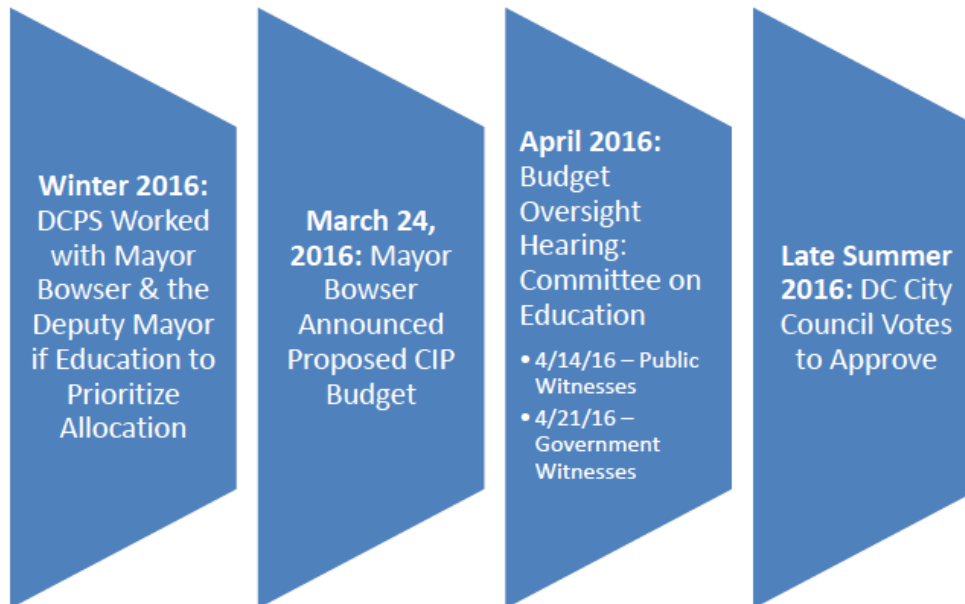 Winter 2016:
DCPS Worked
with Mayor
Bowser & the
Deputy Mayor
if Education to
Prioritize
Allocation
March 24,
2016: Mayor
Bowser
Announced
Proposed CIP
Budget
April 2016:
Budget
Oversight
Hearing:
Committee on
Education
• 4/14/16 – Public
Witnesses
• 4/21/16 –
Government
Witnesses
Late Summer
2016: DC City
Council Votes
to Approve